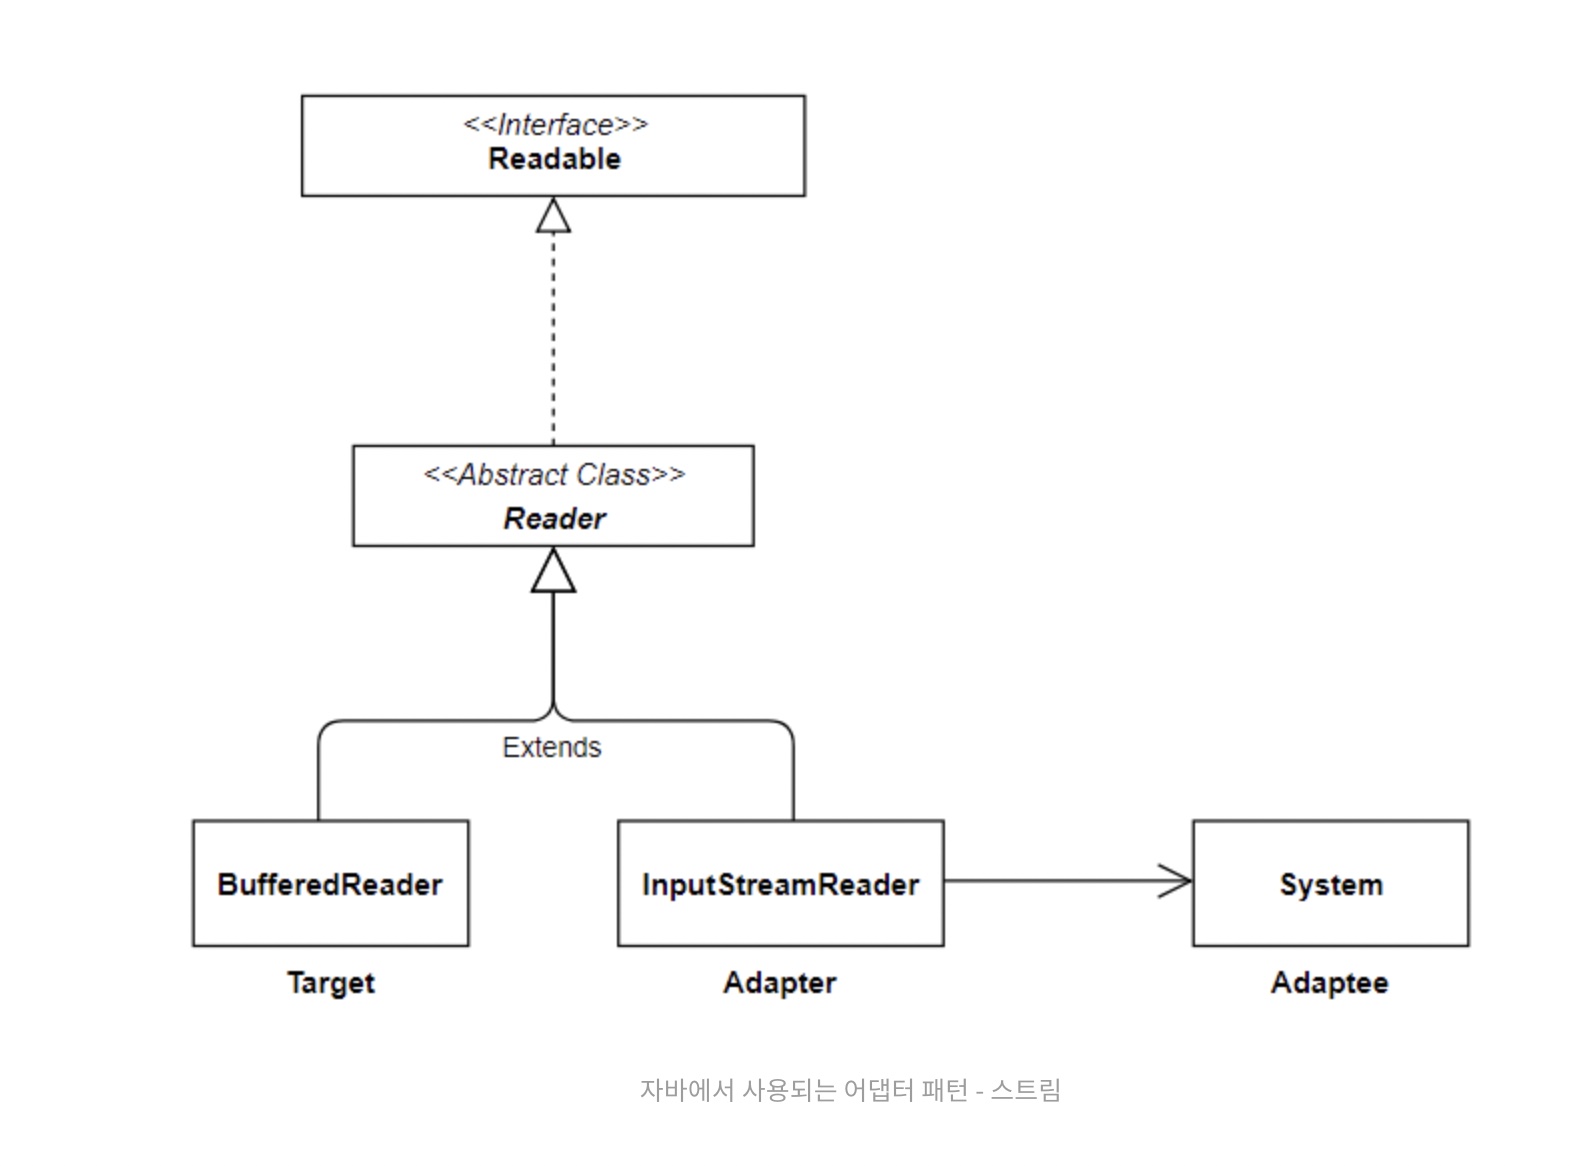 <<Interface>>
Readable
<<Abstract Class>>
Reader
Extends
BufferedReader
InputStreamReader
System
Target
Adapter
Adaptee
자바에서 사용되는 어댑터 패턴 - 스트림